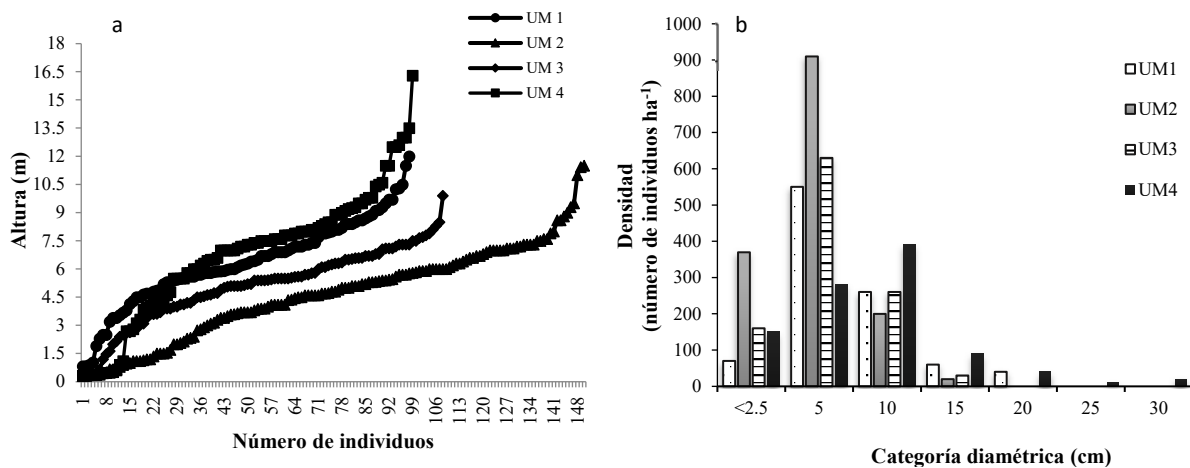 a
UM 1
UM 2
UM 3
UM 4
Altura (m)
18
16.5
15
13.5
12
10.5
9
7.5
6
4.5
3
1.5
0
1 8 15 22 29 36 43 50 57 64 71 78 85 92 99 106 113 120 127 134 141 148
Número de individuos
b
UM1
UM2
UM3
UM4
Densidad
(número de individuos ha⁻¹)
1000
900
800
700
600
500
400
300
200
100
0
<2.5 5 10 15 20 25 30
Categoría diamétrica (cm)